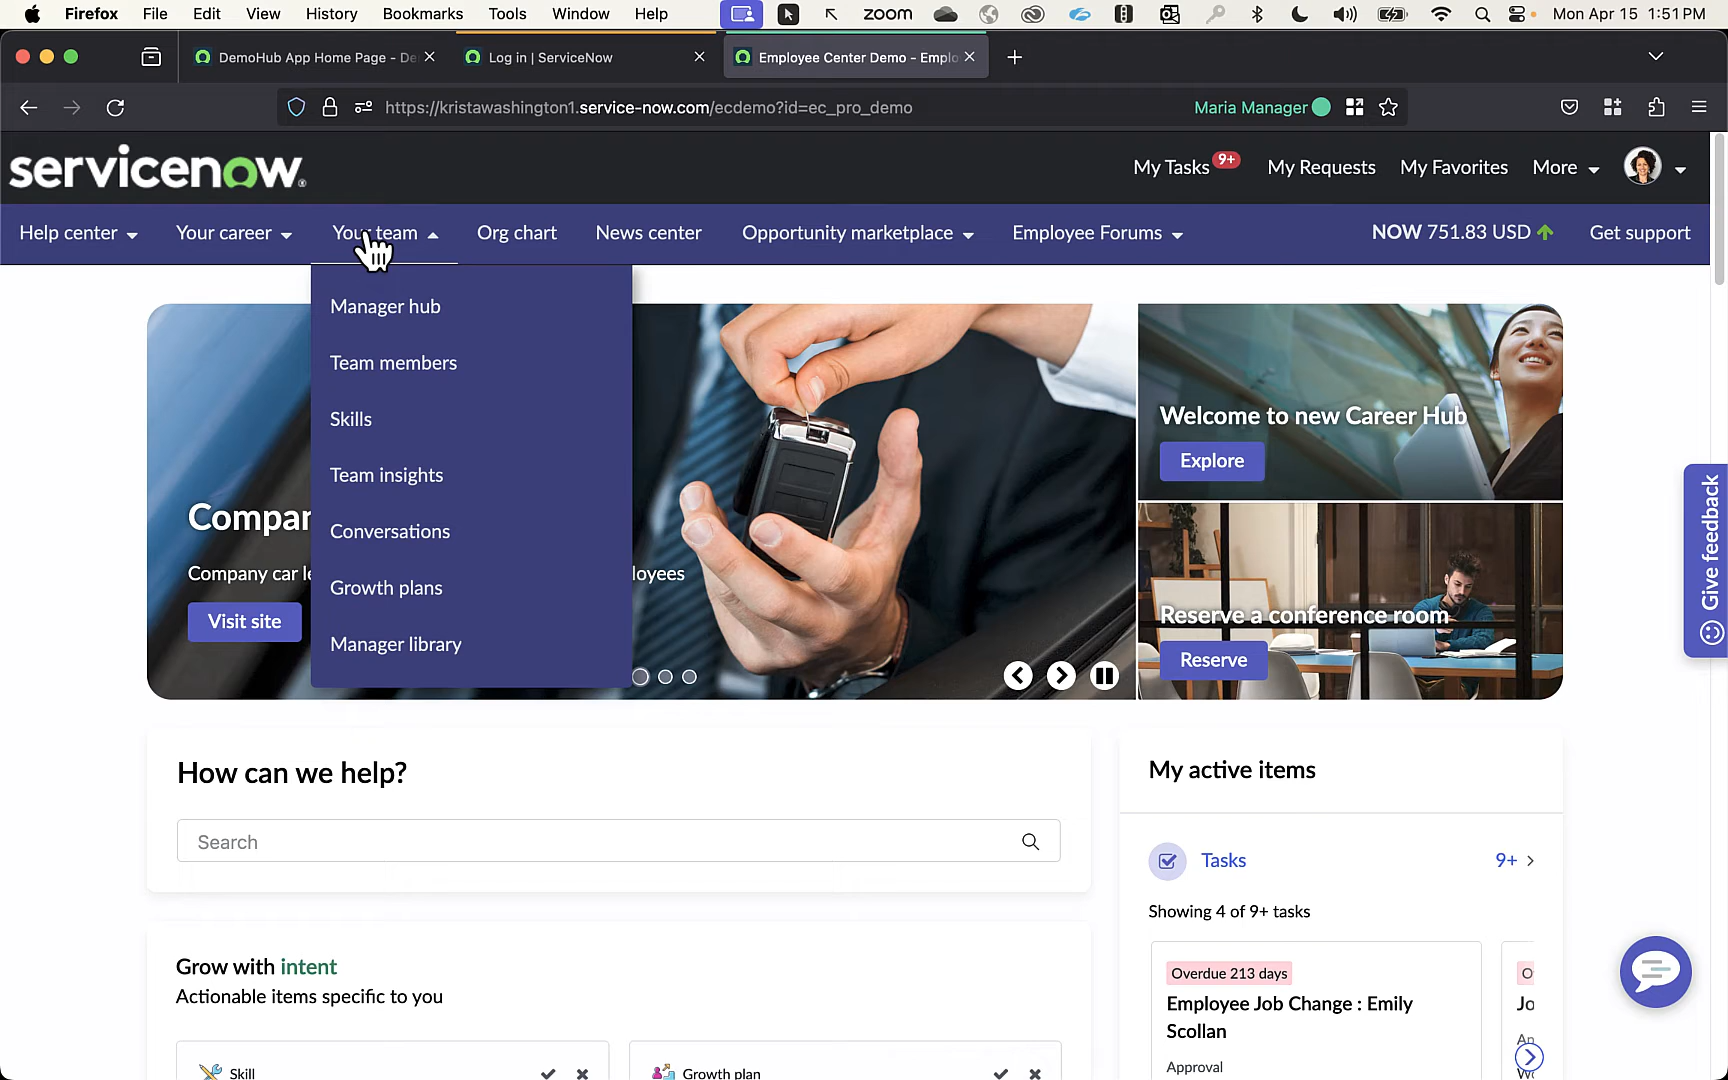 Firefox File Edit View History Bookmarks Tools Window Help zoom Mon Apr 15 1:51 PM
DemoHub App Home Page - De
Log in | ServiceNow
Employee Center Demo - Emplo
https://kristawashington1.service-now.com/ecdemo?id=ec_pro_demo
Maria Manager
servicenow.
My Tasks 9+
My Requests
My Favorites
More
Help center
Your career
Your team
Org chart
News center
Opportunity marketplace
Employee Forums
NOW 751.83 USD
Get support
Manager hub
Team members
Skills
Team insights
Conversations
Growth plans
Manager library
Compan
Company car le
loyees
Visit site
Welcome to new Career Hub
Explore
Reserve a conference room
Reserve
Give feedback
How can we help?
Search
Grow with intent
Actionable items specific to you
Skill
Growth plan
My active items
Tasks
9+
Showing 4 of 9+ tasks
Overdue 213 days
Employee Job Change : Emily
Scollan
Approval
O
Jo
An